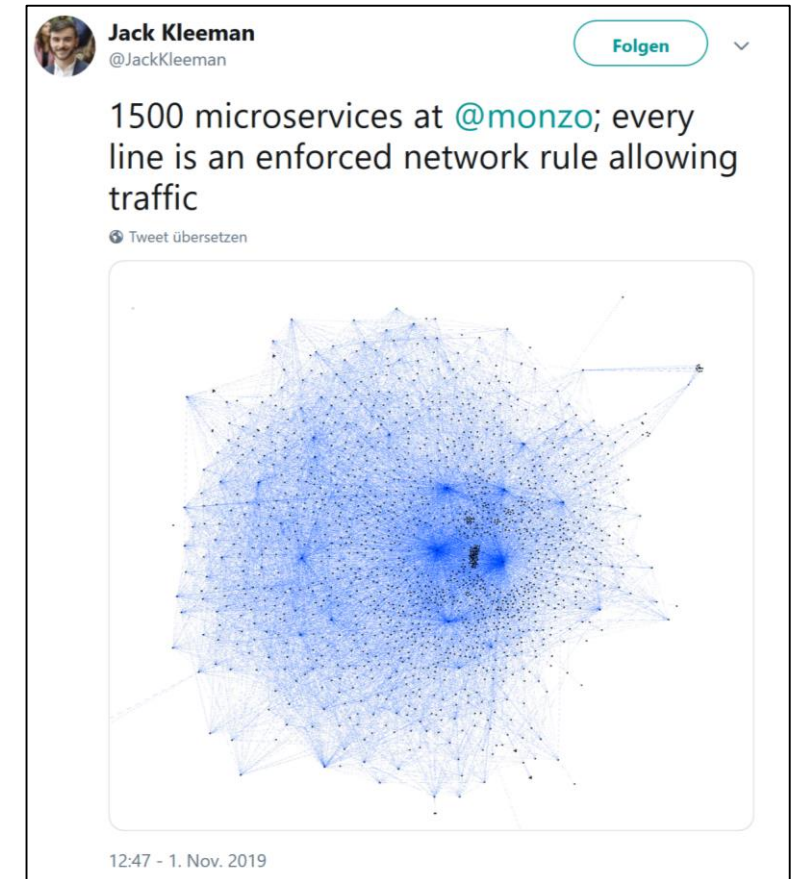 Jack Kleeman
@JackKleeman
Folgen
1500 microservices at @monzo; every
line is an enforced network rule allowing
traffic
Tweet übersetzen
12:47 - 1. Nov. 2019